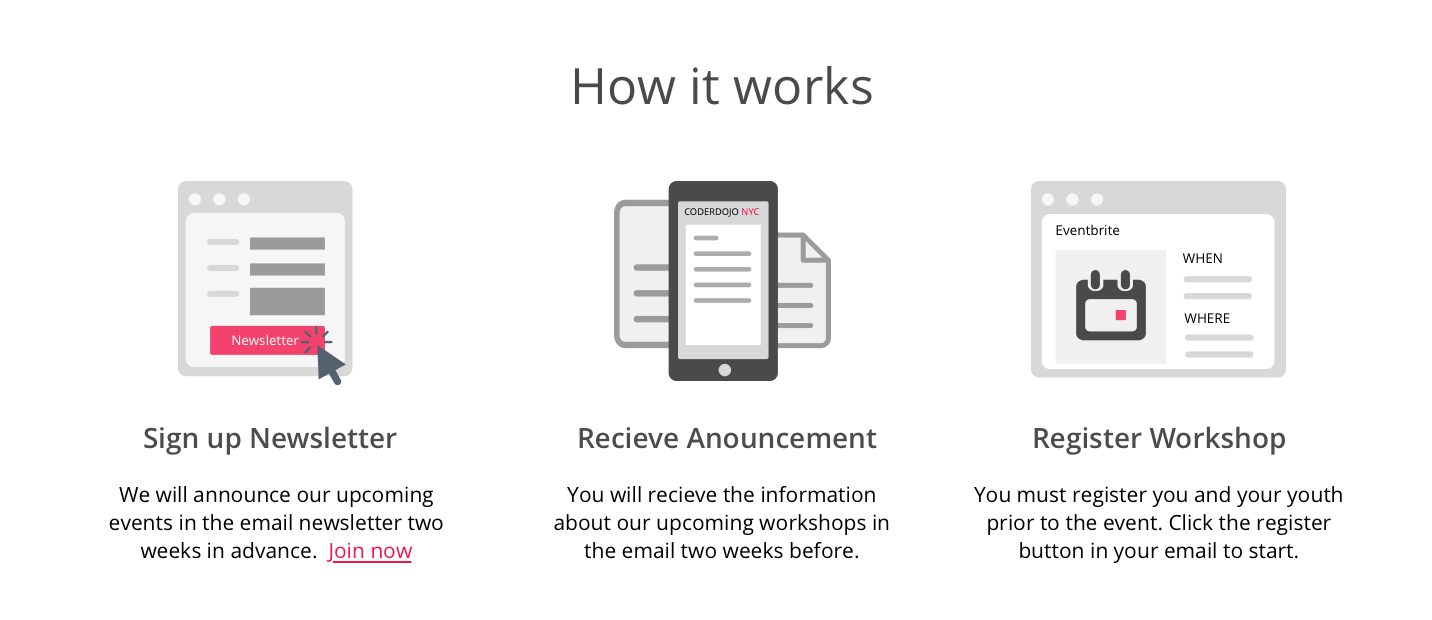 How it works
Newsletter
CODERDOJO NYC
Eventbrite
WHEN
WHERE
Sign up Newsletter
We will announce our upcoming
events in the email newsletter two
weeks in advance. Join now
Recieve Anouncement
You will recieve the information
about our upcoming workshops in
the email two weeks before.
Register Workshop
You must register you and your youth
prior to the event. Click the register
button in your email to start.